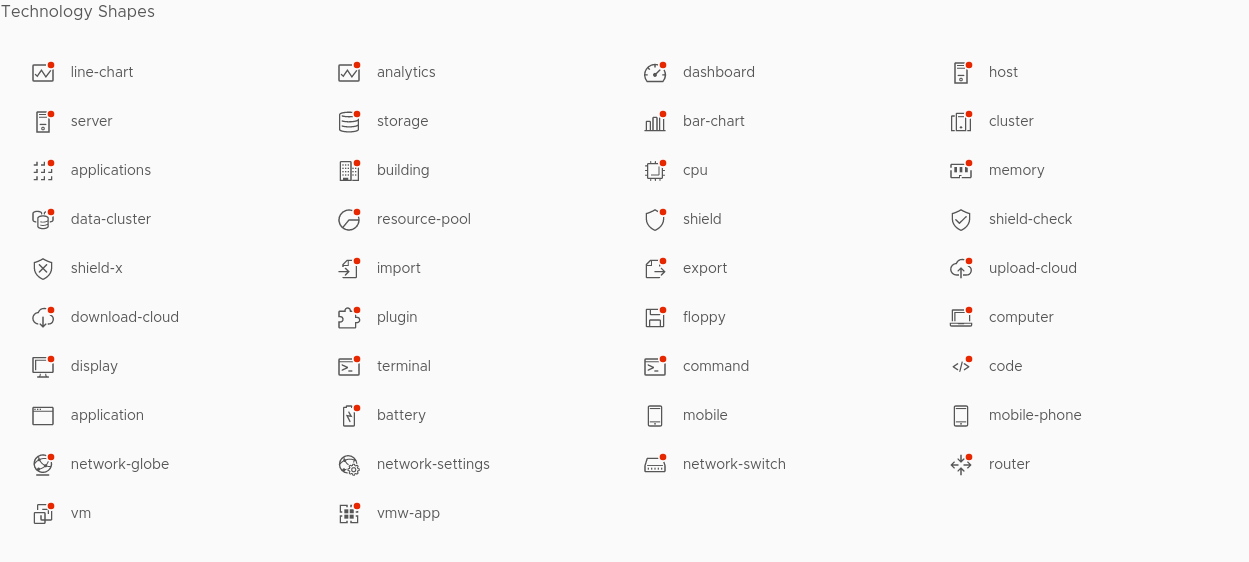 Technology Shapes
line-chart analytics dashboard host
server storage bar-chart cluster
applications building cpu memory
data-cluster resource-pool shield shield-check
shield-x import export upload-cloud
download-cloud plugin floppy computer
display terminal command code
application battery mobile mobile-phone
network-globe network-settings network-switch router
vm vmw-app